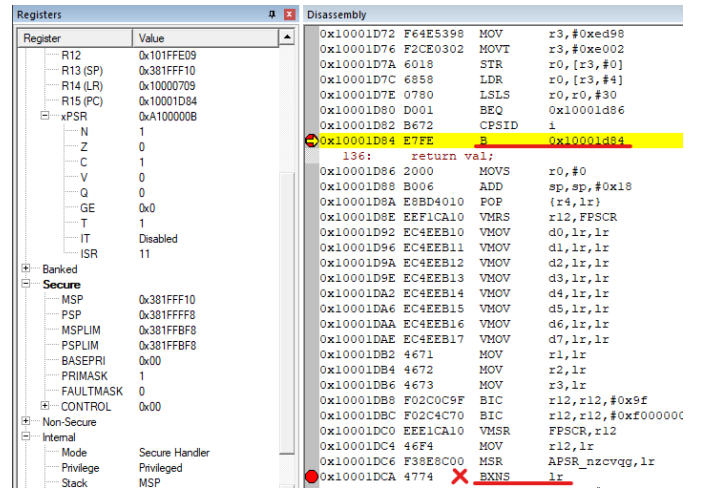 Registers
Register Value
R12 0x101FFE09
R13 (SP) 0x381FFF10
R14 (LR) 0x10000709
R15 (PC) 0x10001D84
xPSR 0xA100000B
N 1
Z 0
C 1
V 0
Q 0
GE 0x0
T 1
IT Disabled
ISR 11
Banked
Secure
MSP 0x381FFF10
PSP 0x381FFFF8
MSPLIM 0x381FFBF8
PSPLIM 0x381FFBF8
BASEPRI 0x00
PRIMASK 1
FAULTMASK 0
CONTROL 0x00
Non-Secure
Internal
Mode Secure Handler
Privilege Privileged
Stack MSP
Disassembly
0x10001D72 F64E5398 MOV r3,#0xed98
0x10001D76 F2CE0302 MOVT r3,#0xe002
0x10001D7A 6018 STR r0,[r3,#0]
0x10001D7C 6858 LDR r0,[r3,#4]
0x10001D7E 0780 LSLS r0,r0,#30
0x10001D80 D001 BEQ 0x10001d86
0x10001D82 B672 CPSID i
0x10001D84 E7FE B 0x10001d84
136: return val;
0x10001D86 2000 MOVS r0,#0
0x10001D88 B006 ADD sp,sp,#0x18
0x10001D8A E8BD4010 POP {r4,lr}
0x10001D8E EEF1CA10 VMRS r12,FPSCR
0x10001D92 EC4EEB10 VMOV d0,lr,lr
0x10001D96 EC4EEB11 VMOV d1,lr,lr
0x10001D9A EC4EEB12 VMOV d2,lr,lr
0x10001D9E EC4EEB13 VMOV d3,lr,lr
0x10001DA2 EC4EEB14 VMOV d4,lr,lr
0x10001DA6 EC4EEB15 VMOV d5,lr,lr
0x10001DAA EC4EEB16 VMOV d6,lr,lr
0x10001DAE EC4EEB17 VMOV d7,lr,lr
0x10001DB2 4671 MOV r1,lr
0x10001DB4 4672 MOV r2,lr
0x10001DB6 4673 MOV r3,lr
0x10001DB8 F02C0C9F BIC r12,r12,#0x9f
0x10001DBC F02C4C70 BIC r12,r12,#0xf000000
0x10001DC0 EEE1CA10 VMSR FPSCR,r12
0x10001DC4 46F4 MOV r12,lr
0x10001DC6 F38E8C00 MSR APSR_nzcvqg,lr
0x10001DCA 4774 BXNS lr